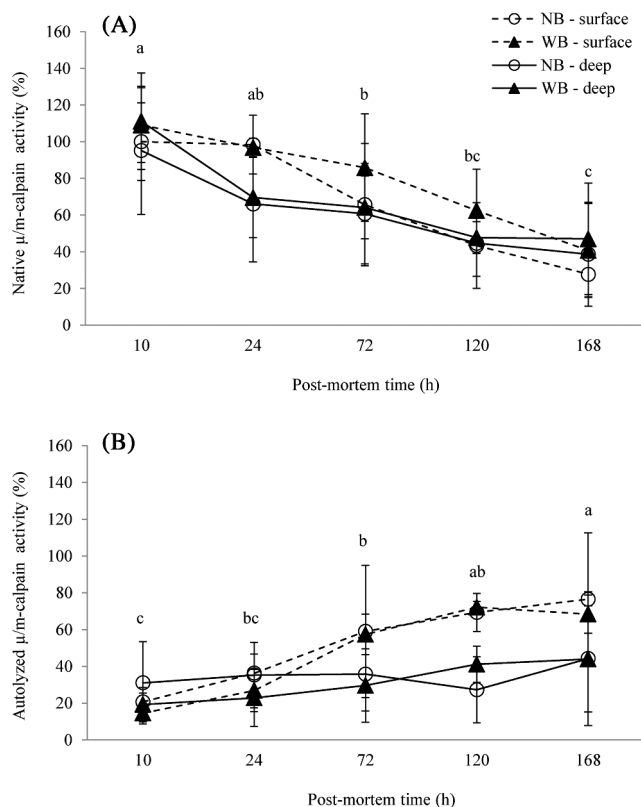 (A)
NB - surface
WB - surface
NB - deep
WB - deep
160
140
120
100
80
60
40
20
0
Native μ/m-calpain activity (%)
a
ab
b
bc
c
10 24 72 120 168
Post-mortem time (h)
(B)
160
140
120
100
80
60
40
20
0
Autolyzed μ/m-calpain activity (%)
c
bc
b
ab
a
10 24 72 120 168
Post-mortem time (h)